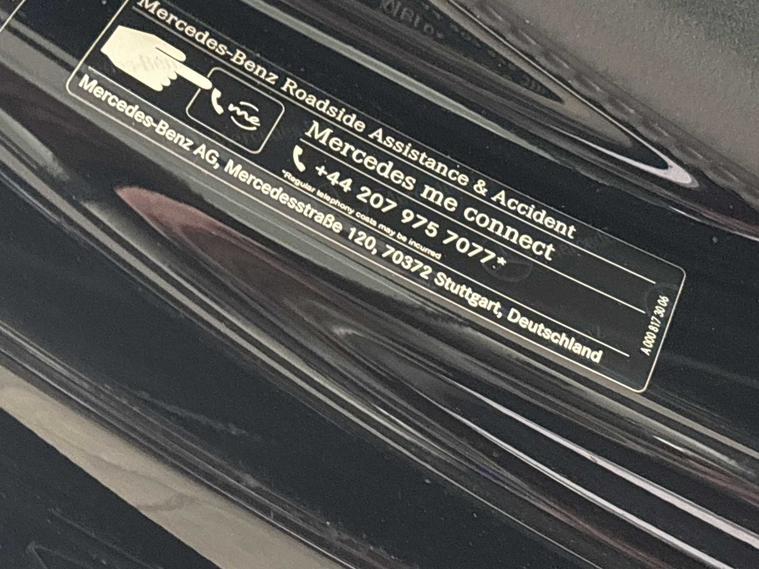 Mercedes-Benz Roadside Assistance & Accident
me
Mercedes me connect
+44 207 975 7077*
*Regular telephony costs may be incurred
Mercedes-Benz AG, Mercedesstraße 120, 70372 Stuttgart, Deutschland
A 000 817 30 06